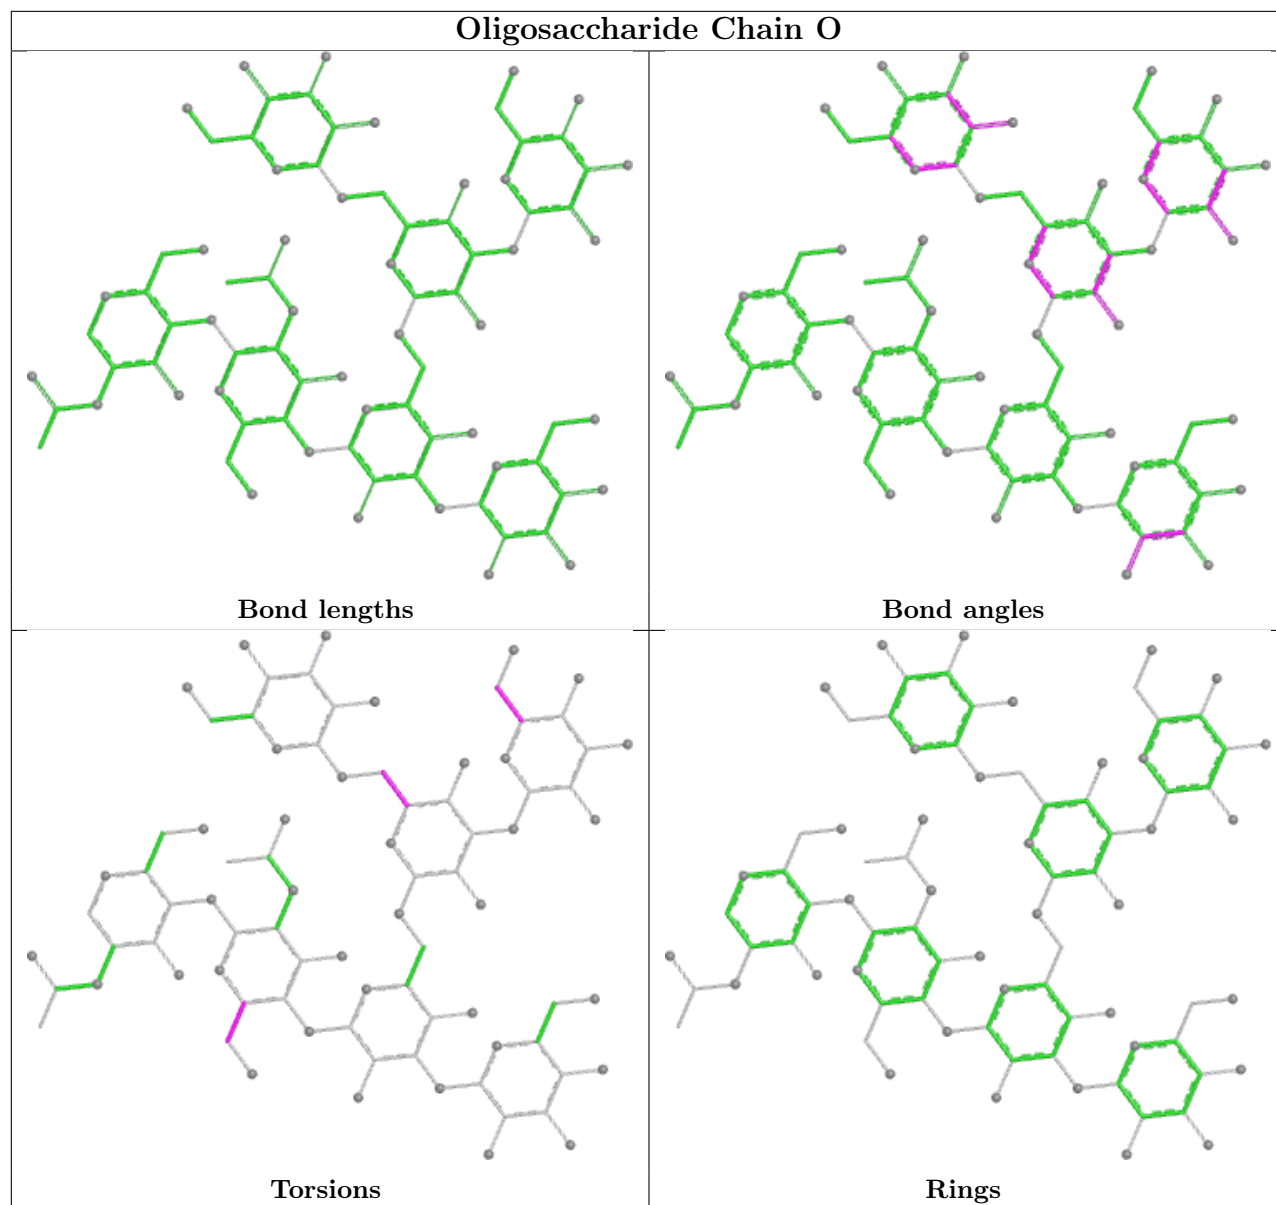 Oligosaccharide Chain O
Bond lengths
Bond angles
Torsions
Rings